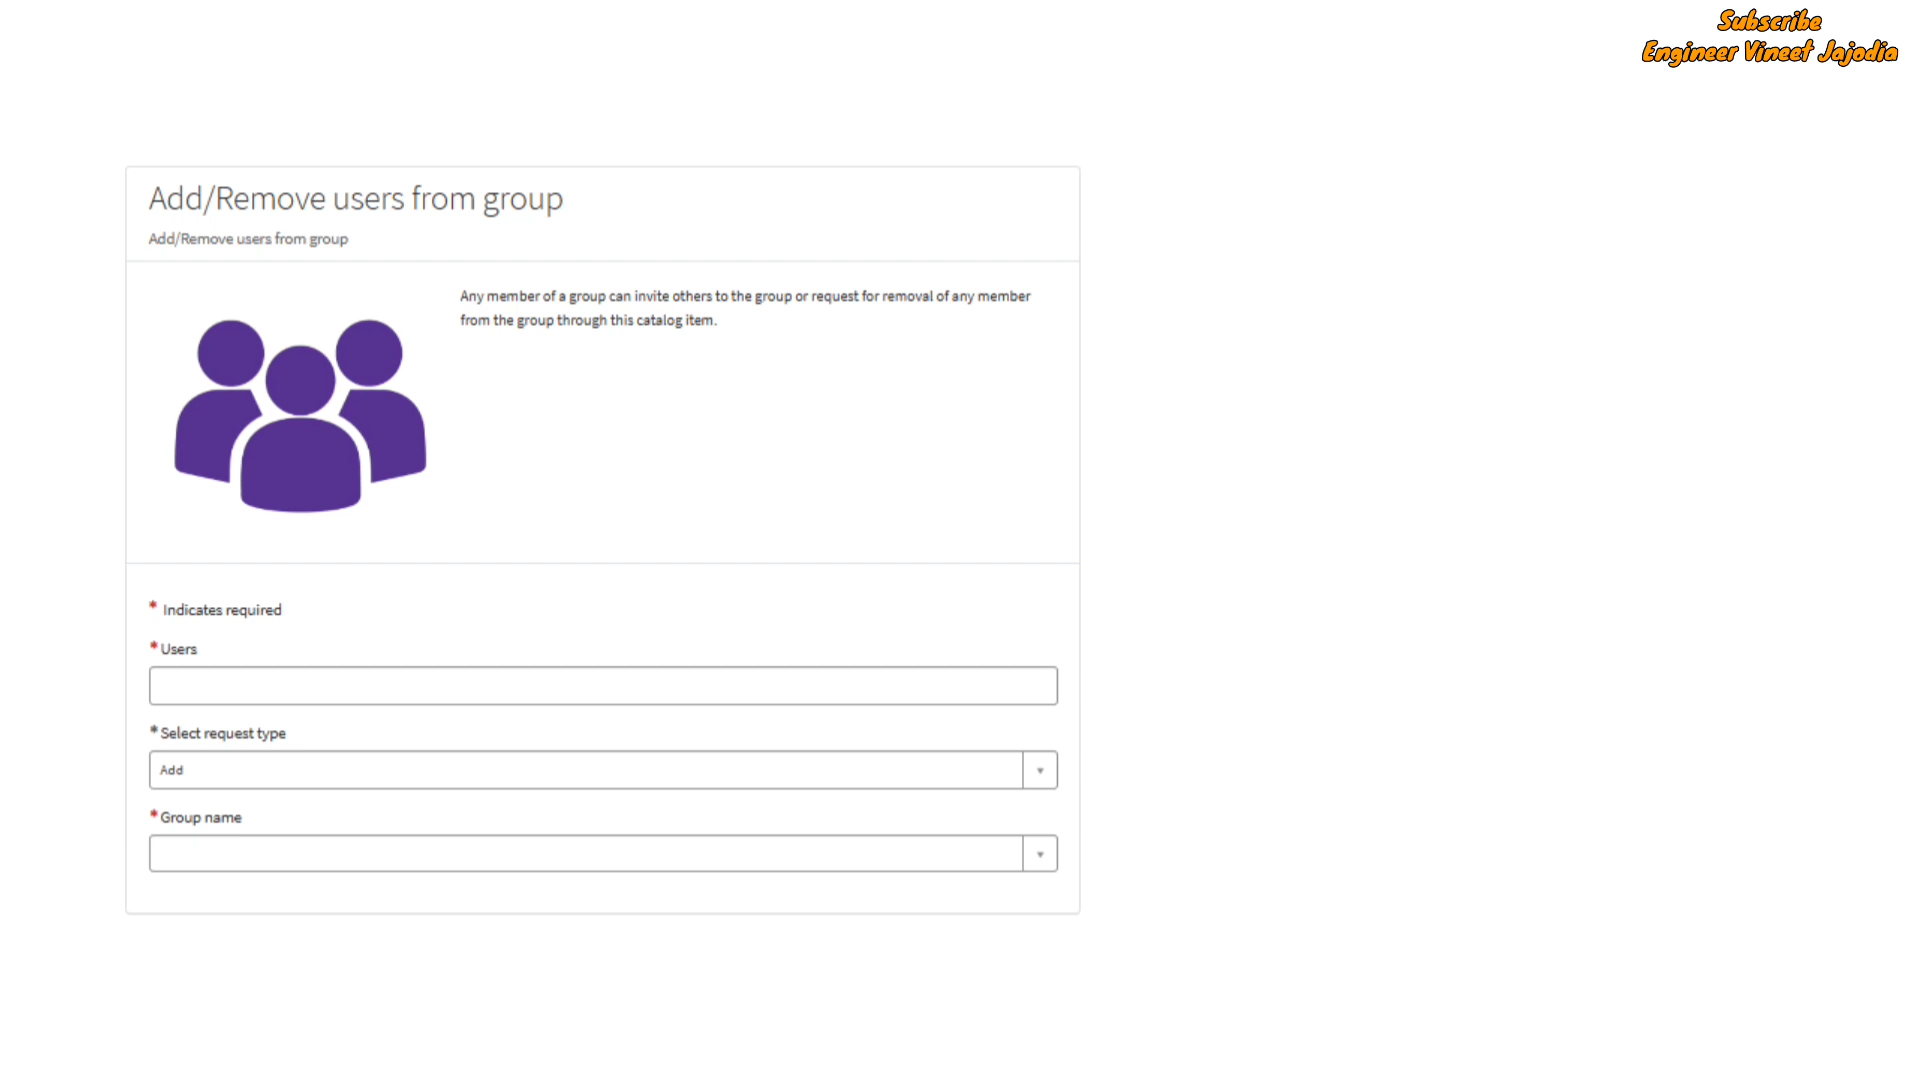 Subscribe
Engineer Vineet Jajodia
Add/Remove users from group
Add/Remove users from group
Any member of a group can invite others to the group or request for removal of any member
from the group through this catalog item.
* Indicates required
* Users
* Select request type
Add
* Group name